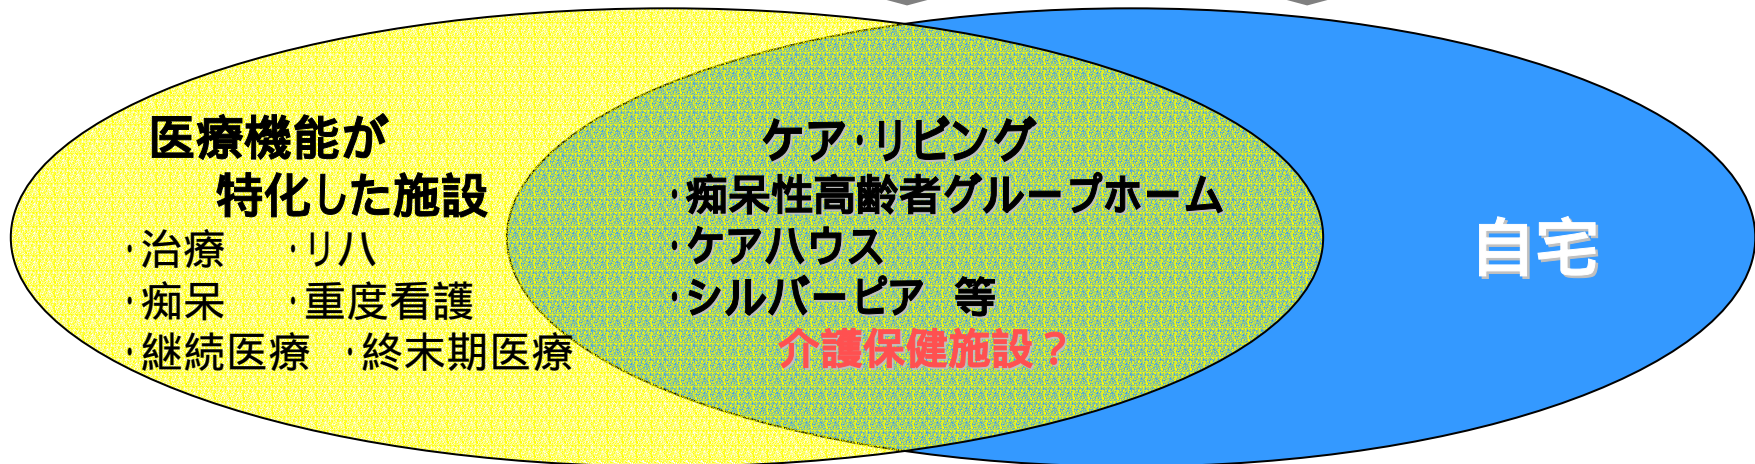 医療機能が
特化した施設
・治療　・リハ
・痴呆　・重度看護
・継続医療　・終末期医療
ケア・リビング
・痴呆性高齢者グループホーム
・ケアハウス
・シルバーピア　等
介護保健施設？
自宅